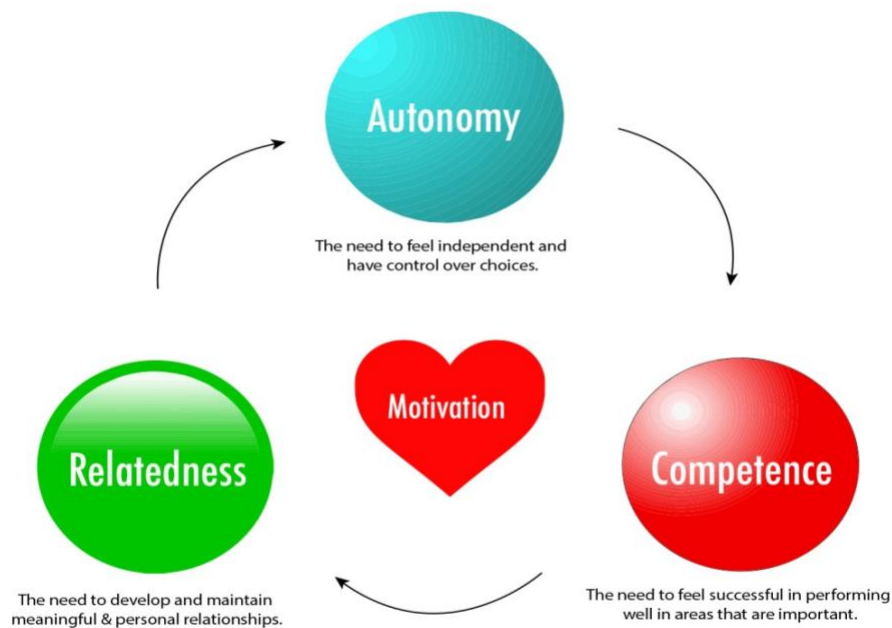 Autonomy
The need to feel independent and
have control over choices.
Motivation
Relatedness
The need to develop and maintain
meaningful & personal relationships.
Competence
The need to feel successful in performing
well in areas that are important.